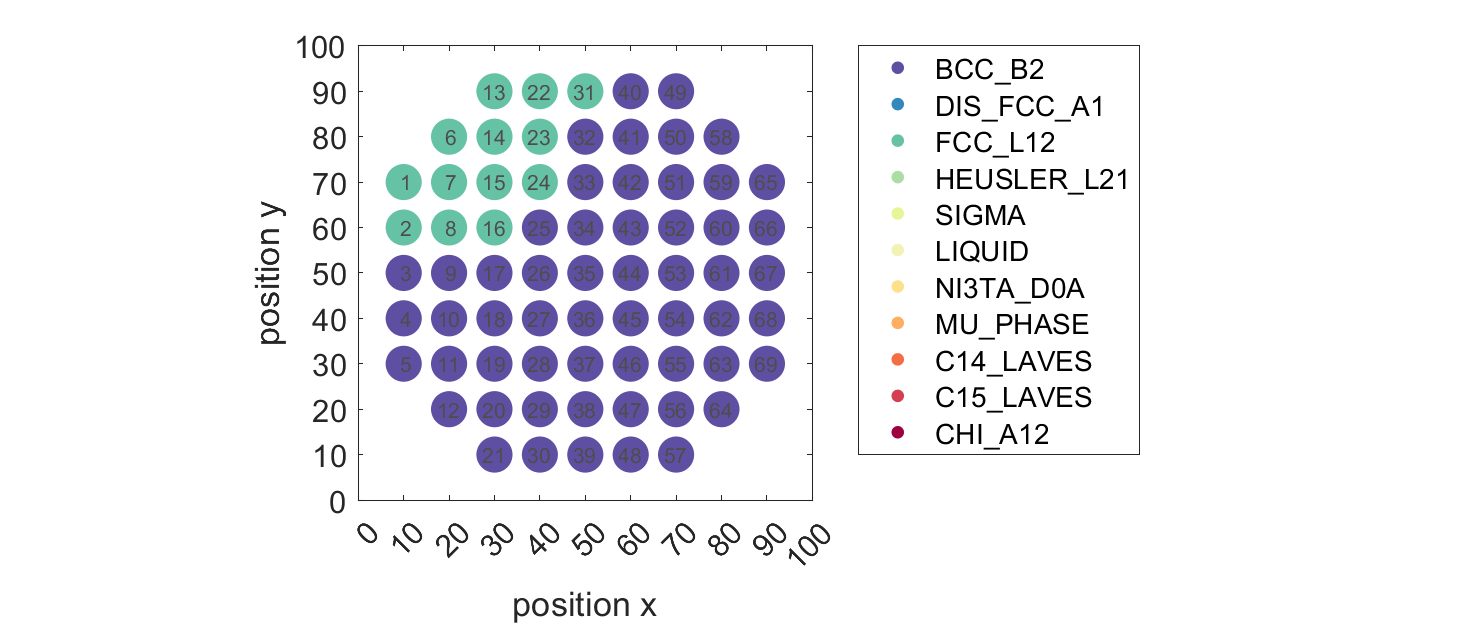 100
90 13 22 31 40 49
80 6 14 23 32 41 50 58
70 1 7 15 24 33 42 51 59 65
60 2 8 16 25 34 43 52 60 66
50 3 9 17 26 35 44 53 61 67
40 4 10 18 27 36 45 54 62 68
30 5 11 19 28 37 46 55 63 69
20 12 20 29 38 47 56 64
10 21 30 39 48 57
0
0 10 20 30 40 50 60 70 80 90 100
position x
position y
BCC_B2
DIS_FCC_A1
FCC_L12
HEUSLER_L21
SIGMA
LIQUID
NI3TA_D0A
MU_PHASE
C14_LAVES
C15_LAVES
CHI_A12